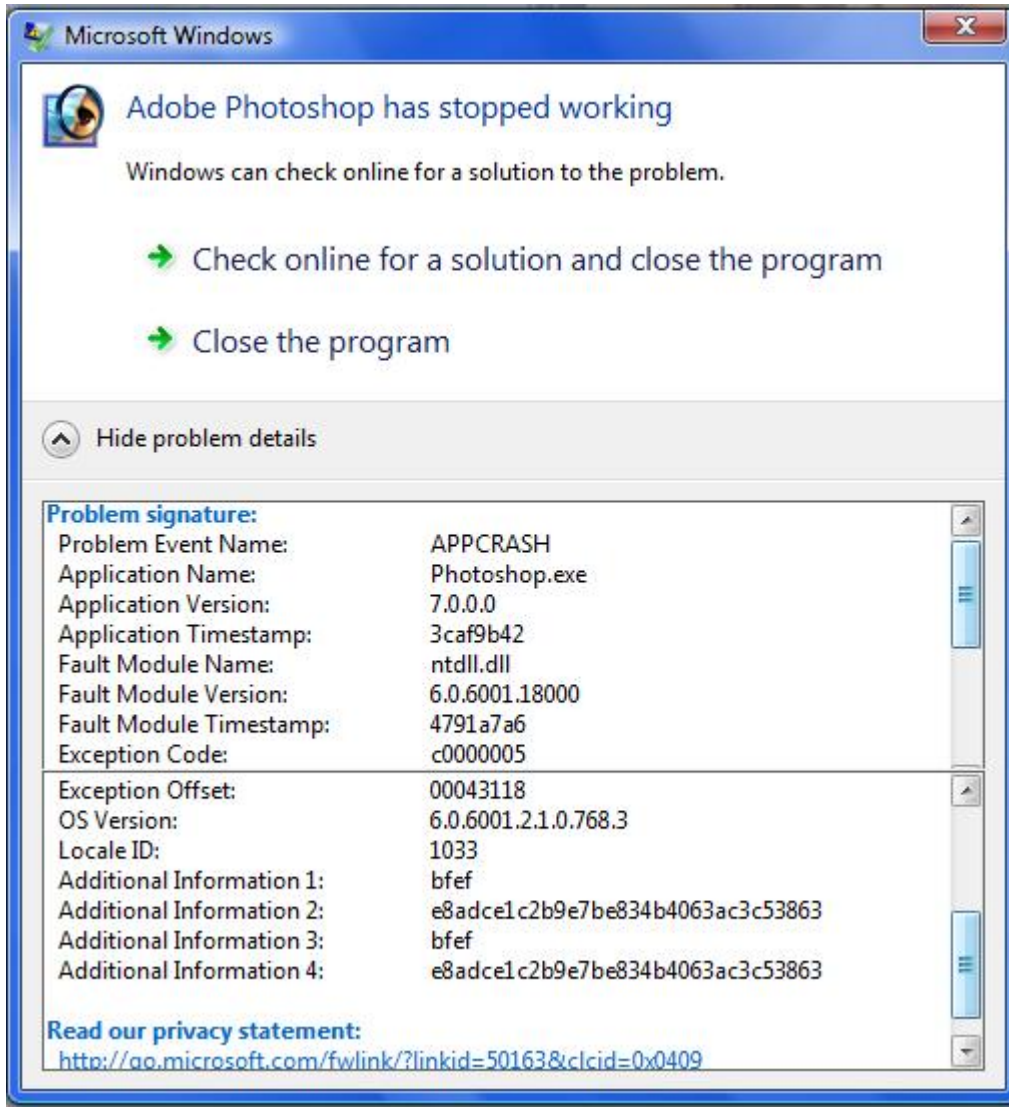 Microsoft Windows
Adobe Photoshop has stopped working
Windows can check online for a solution to the problem.
Check online for a solution and close the program
Close the program
Hide problem details
Problem signature:
Problem Event Name: APPCRASH
Application Name: Photoshop.exe
Application Version: 7.0.0.0
Application Timestamp: 3caf9b42
Fault Module Name: ntdll.dll
Fault Module Version: 6.0.6001.18000
Fault Module Timestamp: 4791a7a6
Exception Code: c0000005
Exception Offset: 00043118
OS Version: 6.0.6001.2.1.0.768.3
Locale ID: 1033
Additional Information 1: bfef
Additional Information 2: e8adce1c2b9e7be834b4063ac3c53863
Additional Information 3: bfef
Additional Information 4: e8adce1c2b9e7be834b4063ac3c53863
Read our privacy statement:
http://go.microsoft.com/fwlink/?linkid=50163&clcid=0x0409